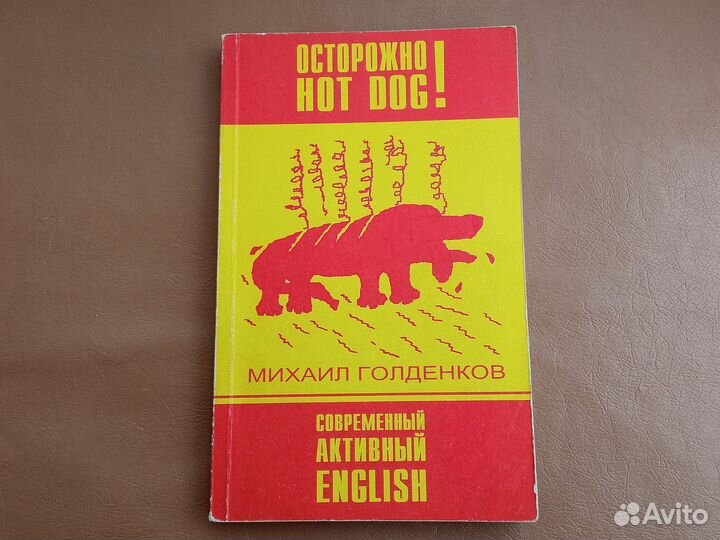 ОСТОРОЖНО
HOT DOG!
МИХАИЛ ГОЛДЕНКОВ
СОВРЕМЕННЫЙ
АКТИВНЫЙ
ENGLISH
Avito